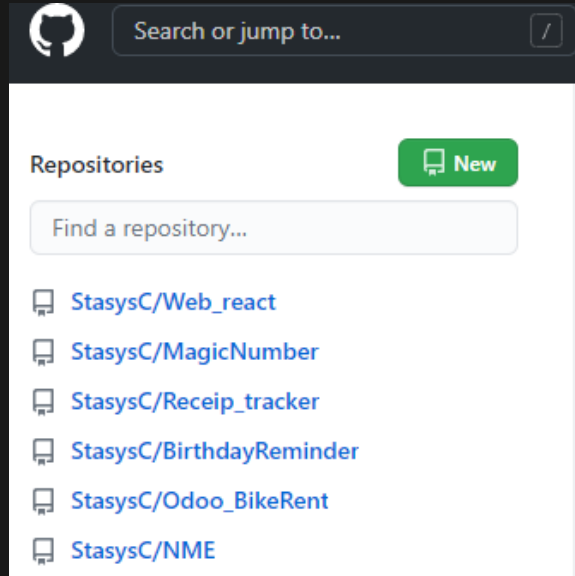 Search or jump to... /
Repositories New
Find a repository...
StasysC/Web_react
StasysC/MagicNumber
StasysC/Receip_tracker
StasysC/BirthdayReminder
StasysC/Odoo_BikeRent
StasysC/NME